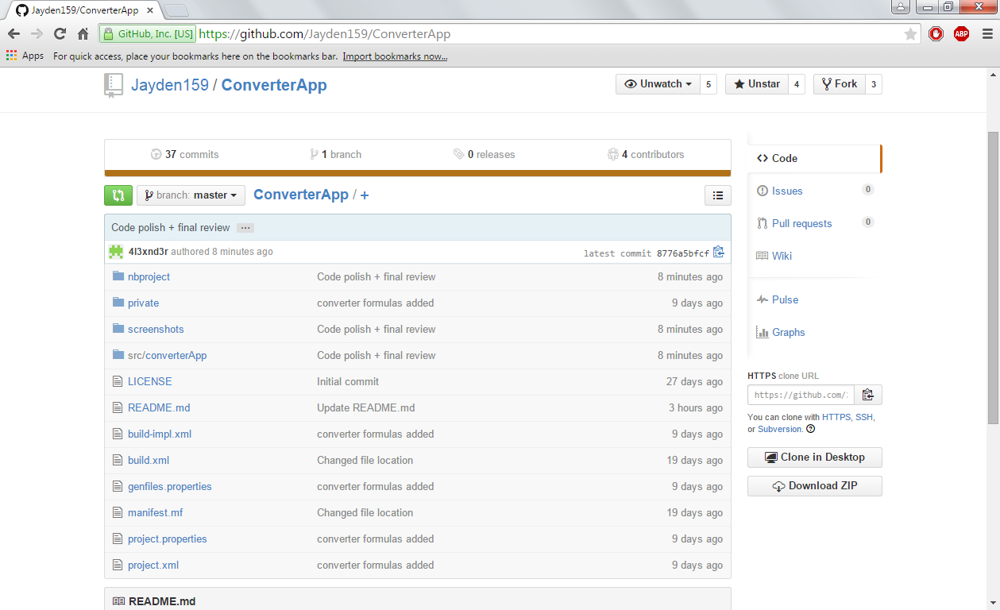 Jayden159/ConverterApp
GitHub, Inc. [US] https://github.com/Jayden159/ConverterApp ABP
Apps For quick access, place your bookmarks here on the bookmarks bar. Import bookmarks now...
Jayden159 / ConverterApp Unwatch 5 Unstar 4 Fork 3
37 commits 1 branch 0 releases 4 contributors
branch: master ConverterApp / +
Code polish + final review ...
4l3xnd3r authored 8 minutes ago latest commit 8776a5bfcf
nbproject Code polish + final review 8 minutes ago
private converter formulas added 9 days ago
screenshots Code polish + final review 8 minutes ago
src/converterApp Code polish + final review 8 minutes ago
LICENSE Initial commit 27 days ago
README.md Update README.md 3 hours ago
build-impl.xml converter formulas added 9 days ago
build.xml Changed file location 19 days ago
genfiles.properties converter formulas added 9 days ago
manifest.mf Changed file location 19 days ago
project.properties converter formulas added 9 days ago
project.xml converter formulas added 9 days ago
README.md
Code
Issues 0
Pull requests 0
Wiki
Pulse
Graphs
HTTPS clone URL
https://github.com/
You can clone with HTTPS, SSH,
or Subversion.
Clone in Desktop
Download ZIP